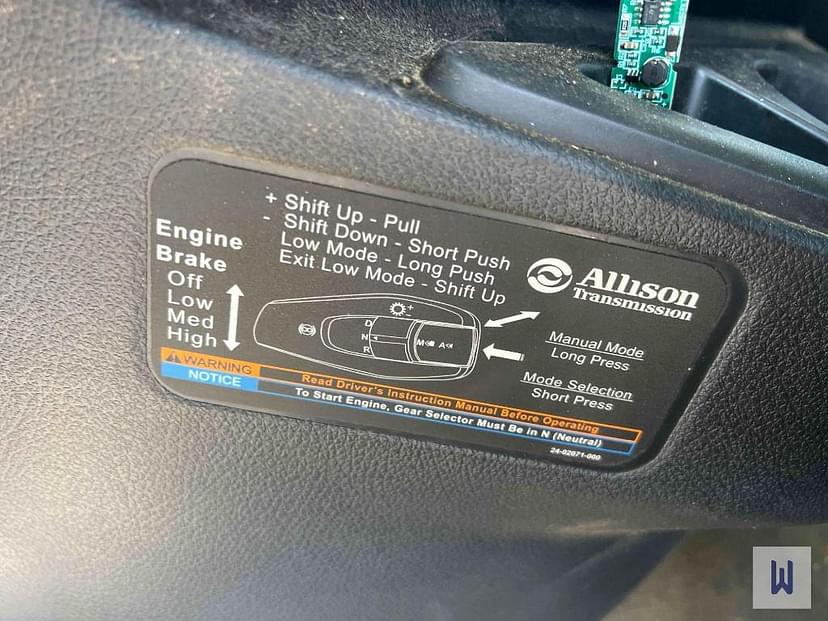 + Shift Up - Pull
- Shift Down - Short Push
Low Mode - Long Push
Exit Low Mode - Shift Up
Engine
Brake
Off
Low
Med
High
Allison
Transmission
D
N
R
M
A
+
-
Manual Mode
Long Press
Mode Selection
Short Press
WARNING
Read Driver's Instruction Manual Before Operating
NOTICE
To Start Engine, Gear Selector Must Be in N (Neutral)
24-02071-000
W